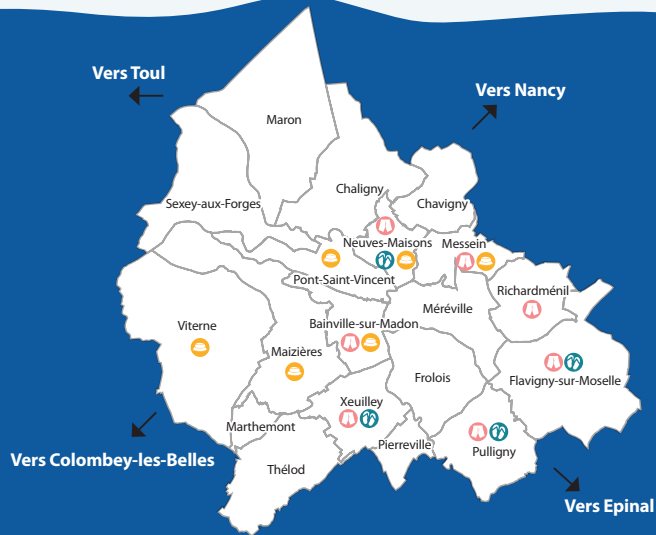 Vers Toul
Vers Nancy
Maron
Chaligny
Sexey-aux-Forges
Chavigny
Neuves-Maisons
Messein
Pont-Saint-Vincent
Richardménil
Méréville
Viterne
Bainville-sur-Madon
Maizières
Frolois
Flavigny-sur-Moselle
Xeuilley
Marthemont
Pierreville
Pulligny
Vers Colombey-les-Belles
Thélod
Vers Epinal